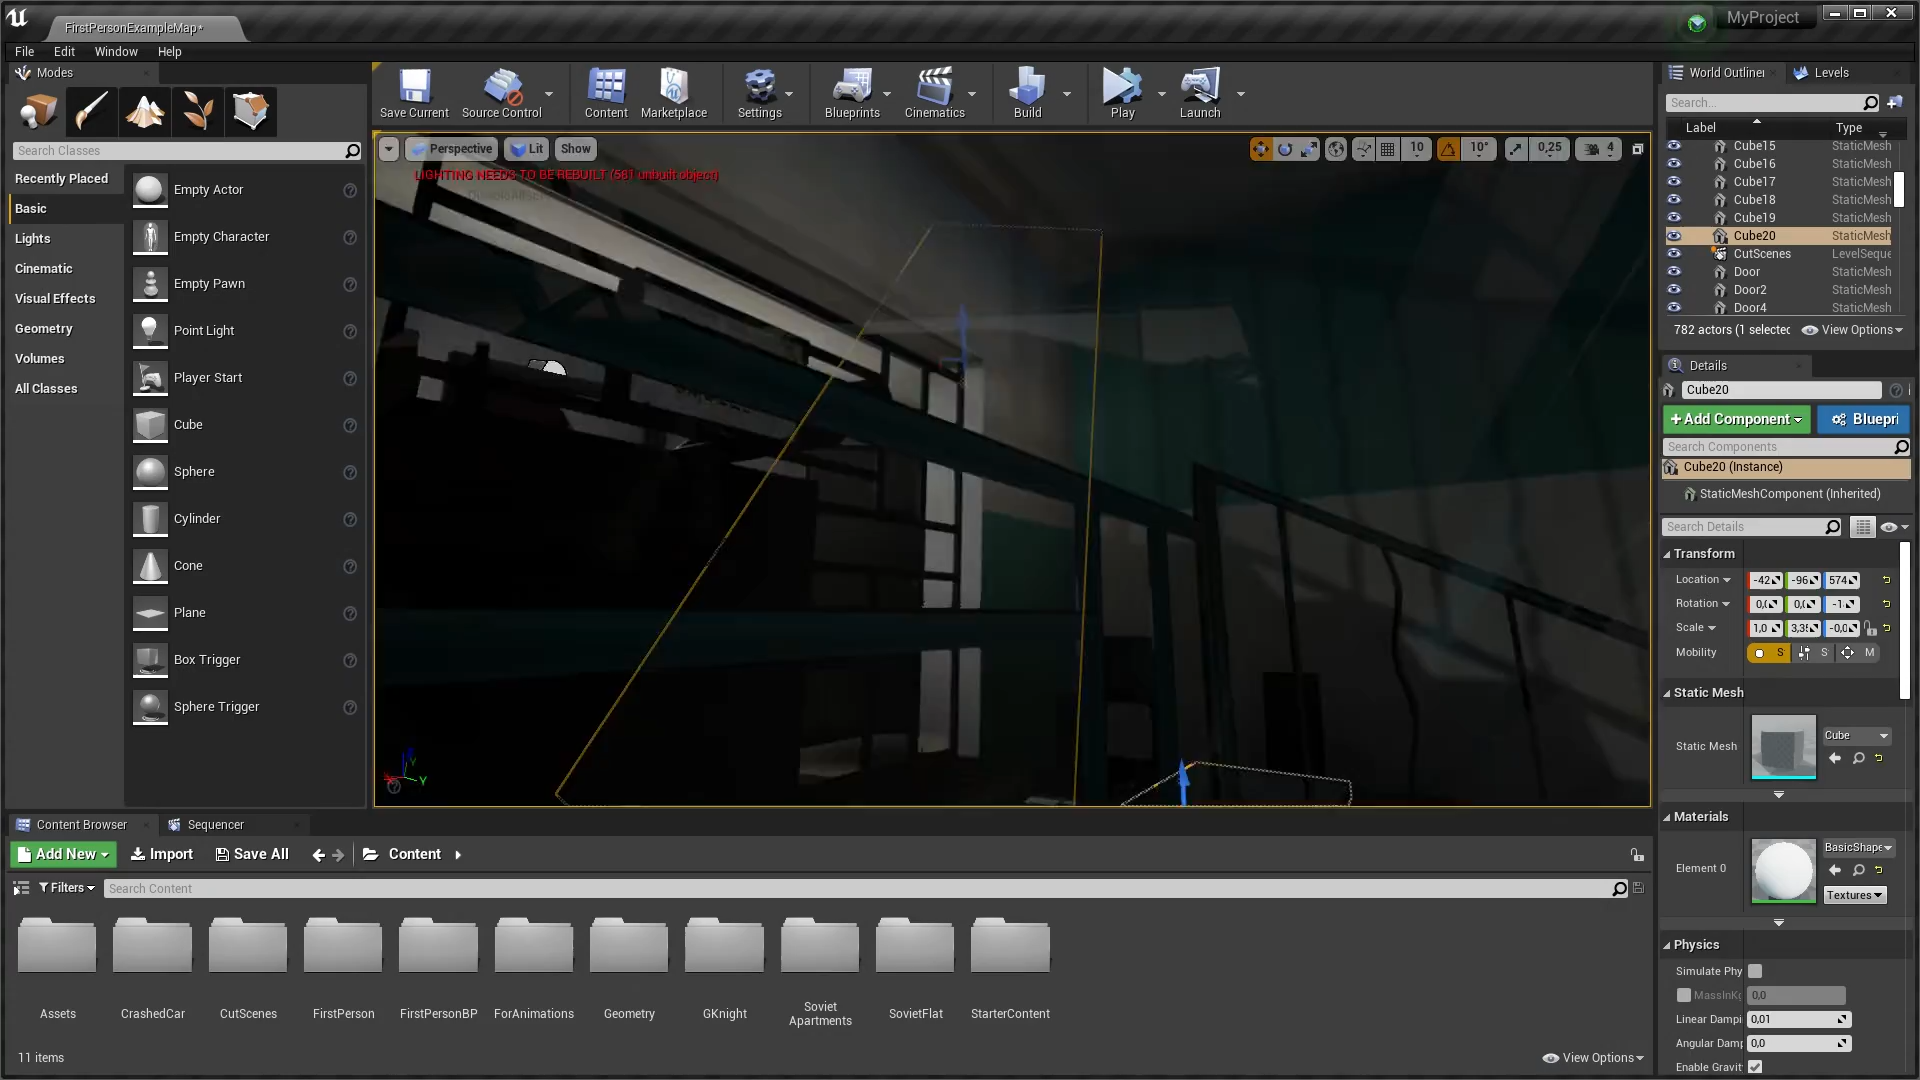 FirstPersonExampleMap*
MyProject
File Edit Window Help
Modes
Search Classes
Recently Placed
Basic
Lights
Cinematic
Visual Effects
Geometry
Volumes
All Classes
Empty Actor
Empty Character
Empty Pawn
Point Light
Player Start
Cube
Sphere
Cylinder
Cone
Plane
Box Trigger
Sphere Trigger
Save Current Source Control Content Marketplace Settings Blueprints Cinematics Build Play Launch
Perspective Lit Show 10 10° 0,25 4
LIGHTING NEEDS TO BE REBUILT (561 unbuilt object)
World Outliner Levels
Search...
Label Type
Cube15 StaticMesh
Cube16 StaticMesh
Cube17 StaticMesh
Cube18 StaticMesh
Cube19 StaticMesh
Cube20 StaticMesh
CutScenes LevelSeque
Door StaticMesh
Door2 StaticMesh
Door4 StaticMesh
782 actors (1 selectec View Options
Details
Cube20
+Add Component Bluepri
Search Components
Cube20 (Instance)
StaticMeshComponent (Inherited)
Search Details
Transform
Location -42 -96 574
Rotation 0,( 0,( -1
Scale 1,0 3,3 -0,0
Mobility S S M
Static Mesh
Static Mesh Cube
Materials
Element 0 BasicShape
Textures
Physics
Simulate Phy
MassInKg 0,0
Linear Dampi 0,01
Angular Damp 0,0
Enable Gravit
Content Browser Sequencer
Add New Import Save All Content
Filters Search Content
Assets CrashedCar CutScenes FirstPerson FirstPersonBP ForAnimations Geometry GKnight Soviet Apartments SovietFlat StarterContent
11 items View Options